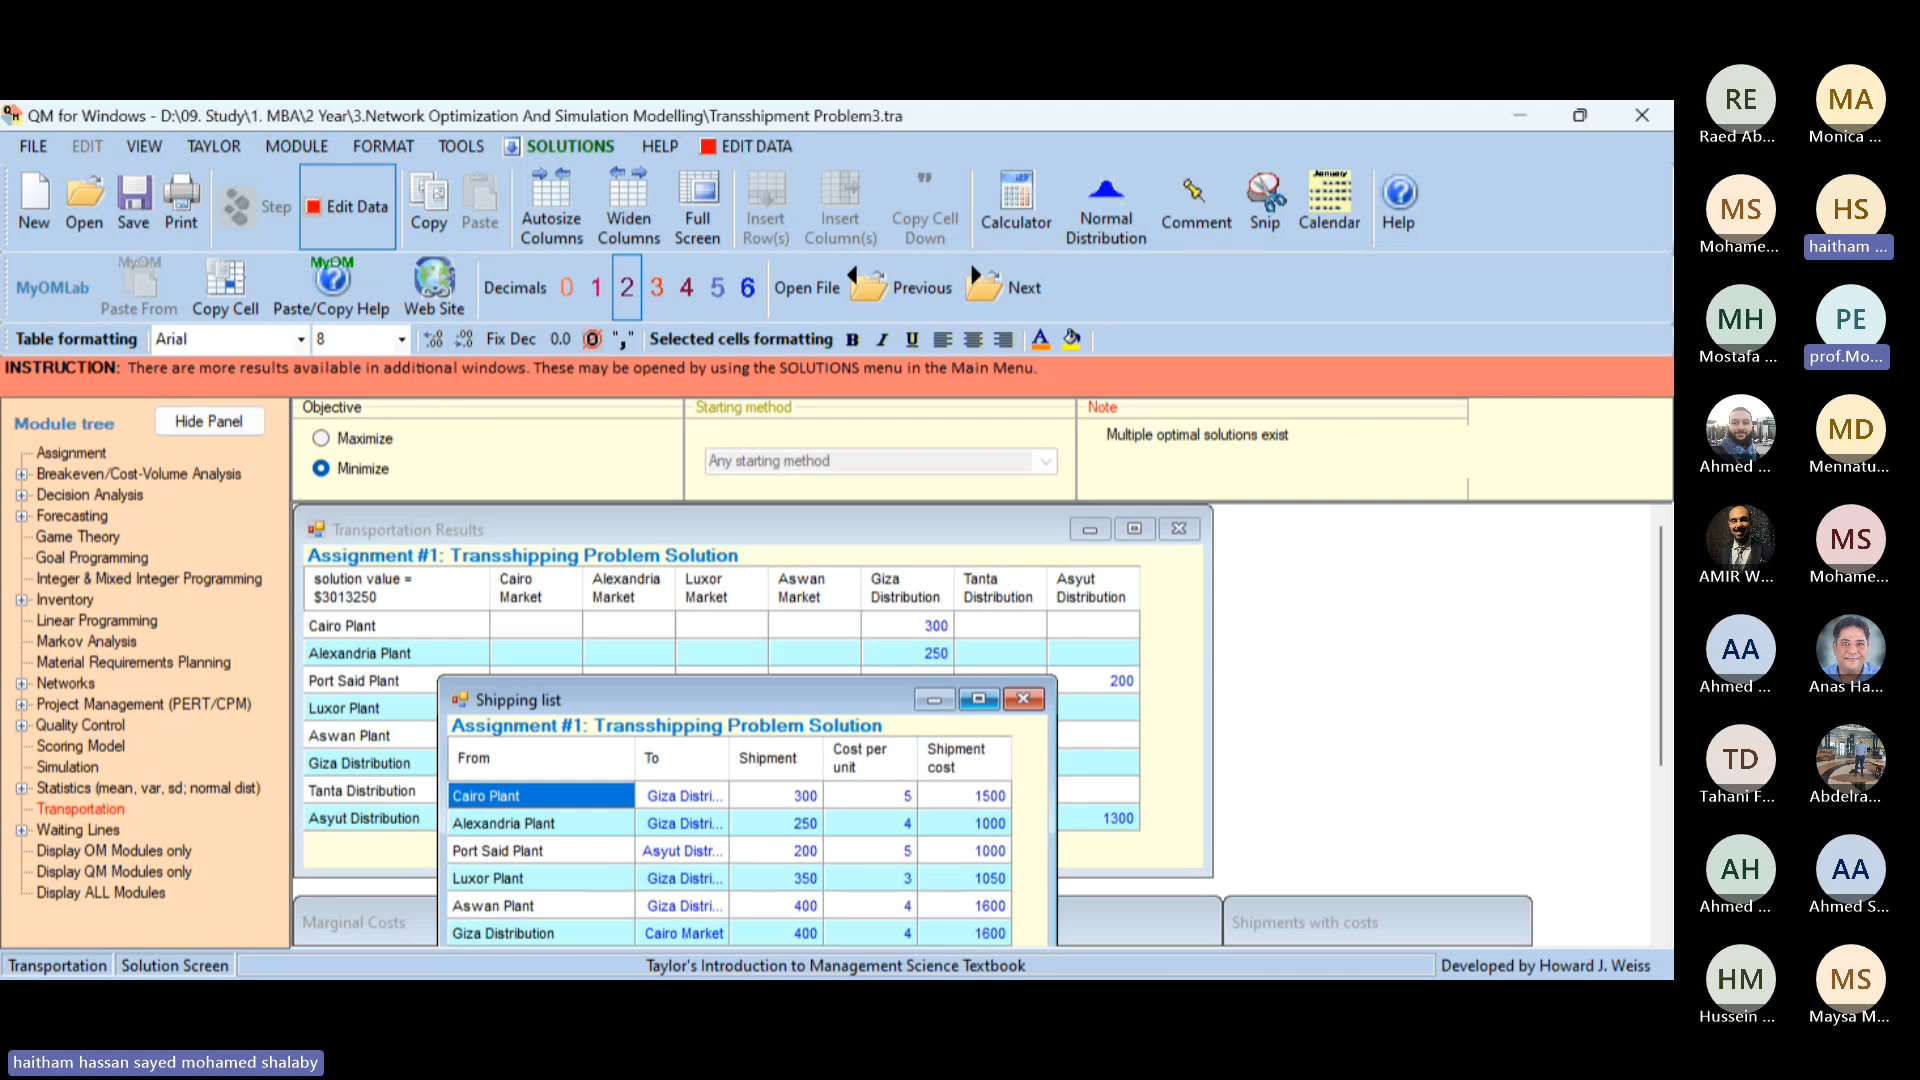 QM for Windows - D:\09. Study\1. MBA\2 Year\3.Network Optimization And Simulation Modelling\Transshipment Problem3.tra
FILE EDIT VIEW TAYLOR MODULE FORMAT TOOLS SOLUTIONS HELP EDIT DATA
New Open Save Print Step Edit Data Copy Paste Autosize Columns Widen Columns Full Screen Insert Row(s) Insert Column(s) Copy Cell Down Calculator Normal Distribution Comment Snip Calendar Help
January
MyOMLab Paste From Copy Cell Paste/Copy Help Web Site Decimals 0 1 2 3 4 5 6 Open File Previous Next
MyOM MyOM
Table formatting Arial 8 Fix Dec 0.0 "," Selected cells formatting B I U A
INSTRUCTION: There are more results available in additional windows. These may be opened by using the SOLUTIONS menu in the Main Menu.
Module tree Hide Panel
Assignment
Breakeven/Cost-Volume Analysis
Decision Analysis
Forecasting
Game Theory
Goal Programming
Integer & Mixed Integer Programming
Inventory
Linear Programming
Markov Analysis
Material Requirements Planning
Networks
Project Management (PERT/CPM)
Quality Control
Scoring Model
Simulation
Statistics (mean, var, sd; normal dist)
Transportation
Waiting Lines
Display OM Modules only
Display QM Modules only
Display ALL Modules
Objective
Maximize
Minimize
Starting method
Any starting method
Note
Multiple optimal solutions exist
Transportation Results
Assignment #1: Transshipping Problem Solution
solution value = $3013250 Cairo Market Alexandria Market Luxor Market Aswan Market Giza Distribution Tanta Distribution Asyut Distribution
Cairo Plant 300
Alexandria Plant 250
Port Said Plant 200
Luxor Plant
Aswan Plant
Giza Distribution
Tanta Distribution
Asyut Distribution 1300
Shipping list
Assignment #1: Transshipping Problem Solution
From To Shipment Cost per unit Shipment cost
Cairo Plant Giza Distri... 300 5 1500
Alexandria Plant Giza Distri... 250 4 1000
Port Said Plant Asyut Distr... 200 5 1000
Luxor Plant Giza Distri... 350 3 1050
Aswan Plant Giza Distri... 400 4 1600
Giza Distribution Cairo Market 400 4 1600
Marginal Costs
Shipments with costs
Transportation Solution Screen Taylor's Introduction to Management Science Textbook Developed by Howard J. Weiss
RE MA
Raed Ab... Monica ...
MS HS
Mohame... haitham ...
MH PE
Mostafa ... prof.Mo...
MD
Ahmed ... Mennatu...
MS
AMIR W... Mohame...
AA
Ahmed ... Anas Ha...
TD
Tahani F... Abdelra...
AH AA
Ahmed ... Ahmed S...
HM MS
Hussein ... Maysa M...
haitham hassan sayed mohamed shalaby